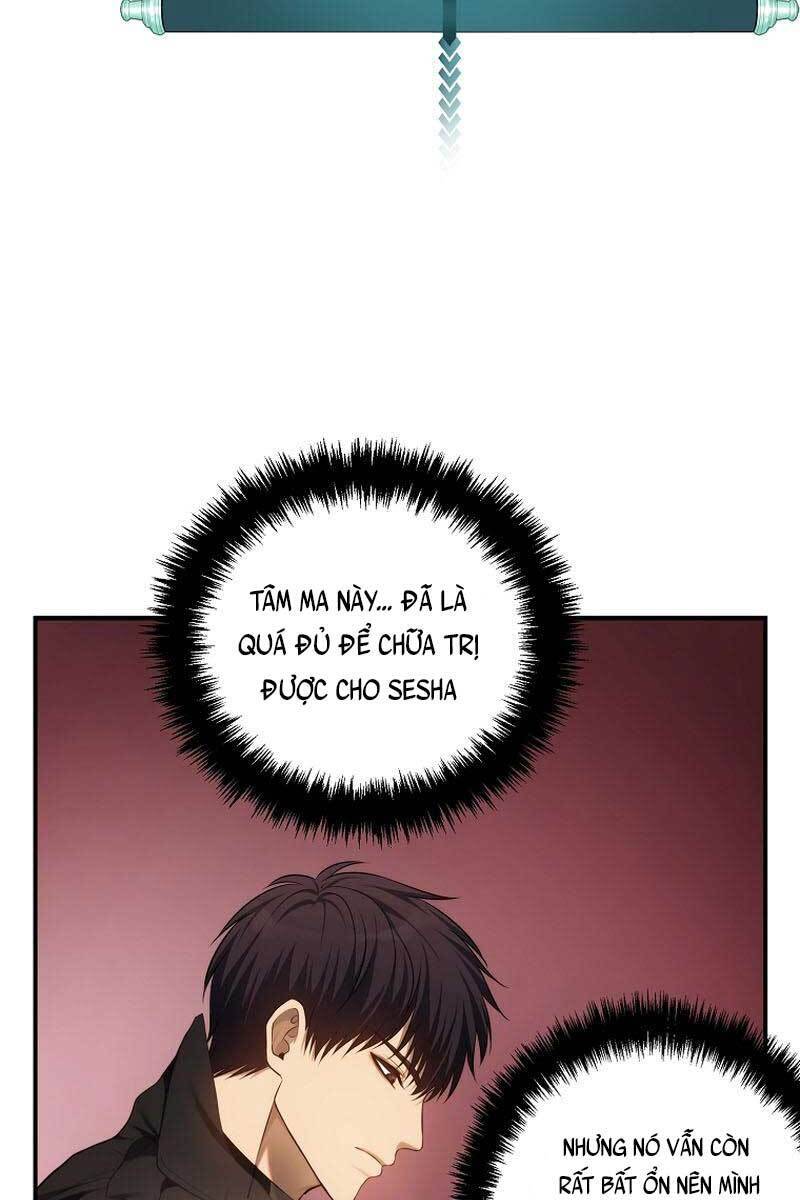 TÂM MA NÀY... ĐÃ LÀ
QUÁ ĐỦ ĐỂ CHỮA TRỊ
ĐƯỢC CHO SESHA
NHƯNG NÓ VẪN CÒN
RẤT BẤT ỔN NÊN MÌNH